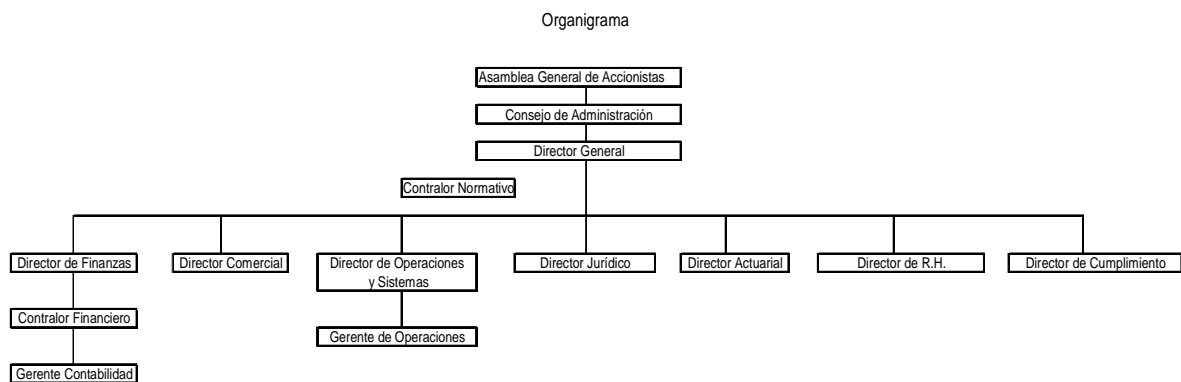 Organigrama
Asamblea General de Accionistas
Consejo de Administración
Director General
Contralor Normativo
Director de Finanzas
Director Comercial
Director de Operaciones
y Sistemas
Director Jurídico
Director Actuarial
Director de R.H.
Director de Cumplimiento
Contralor Financiero
Gerente de Operaciones
Gerente Contabilidad